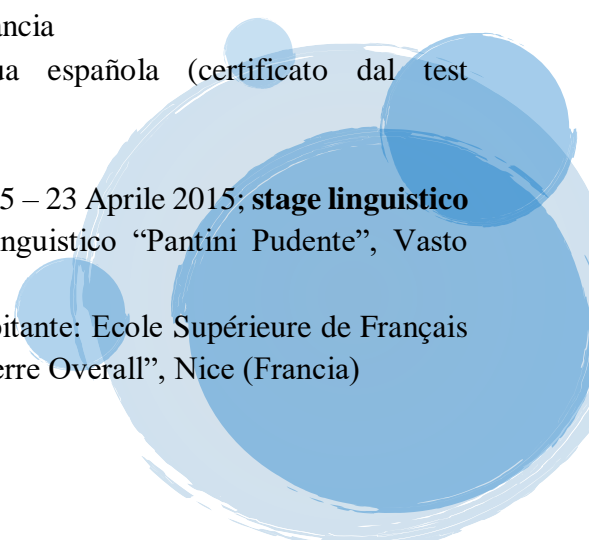 ancia
ua española (certificato dal test
5 – 23 Aprile 2015; stage linguistico
inguistico “Pantini Pudente”, Vasto
pitante: Ecole Supérieure de Français
erre Overall”, Nice (Francia)